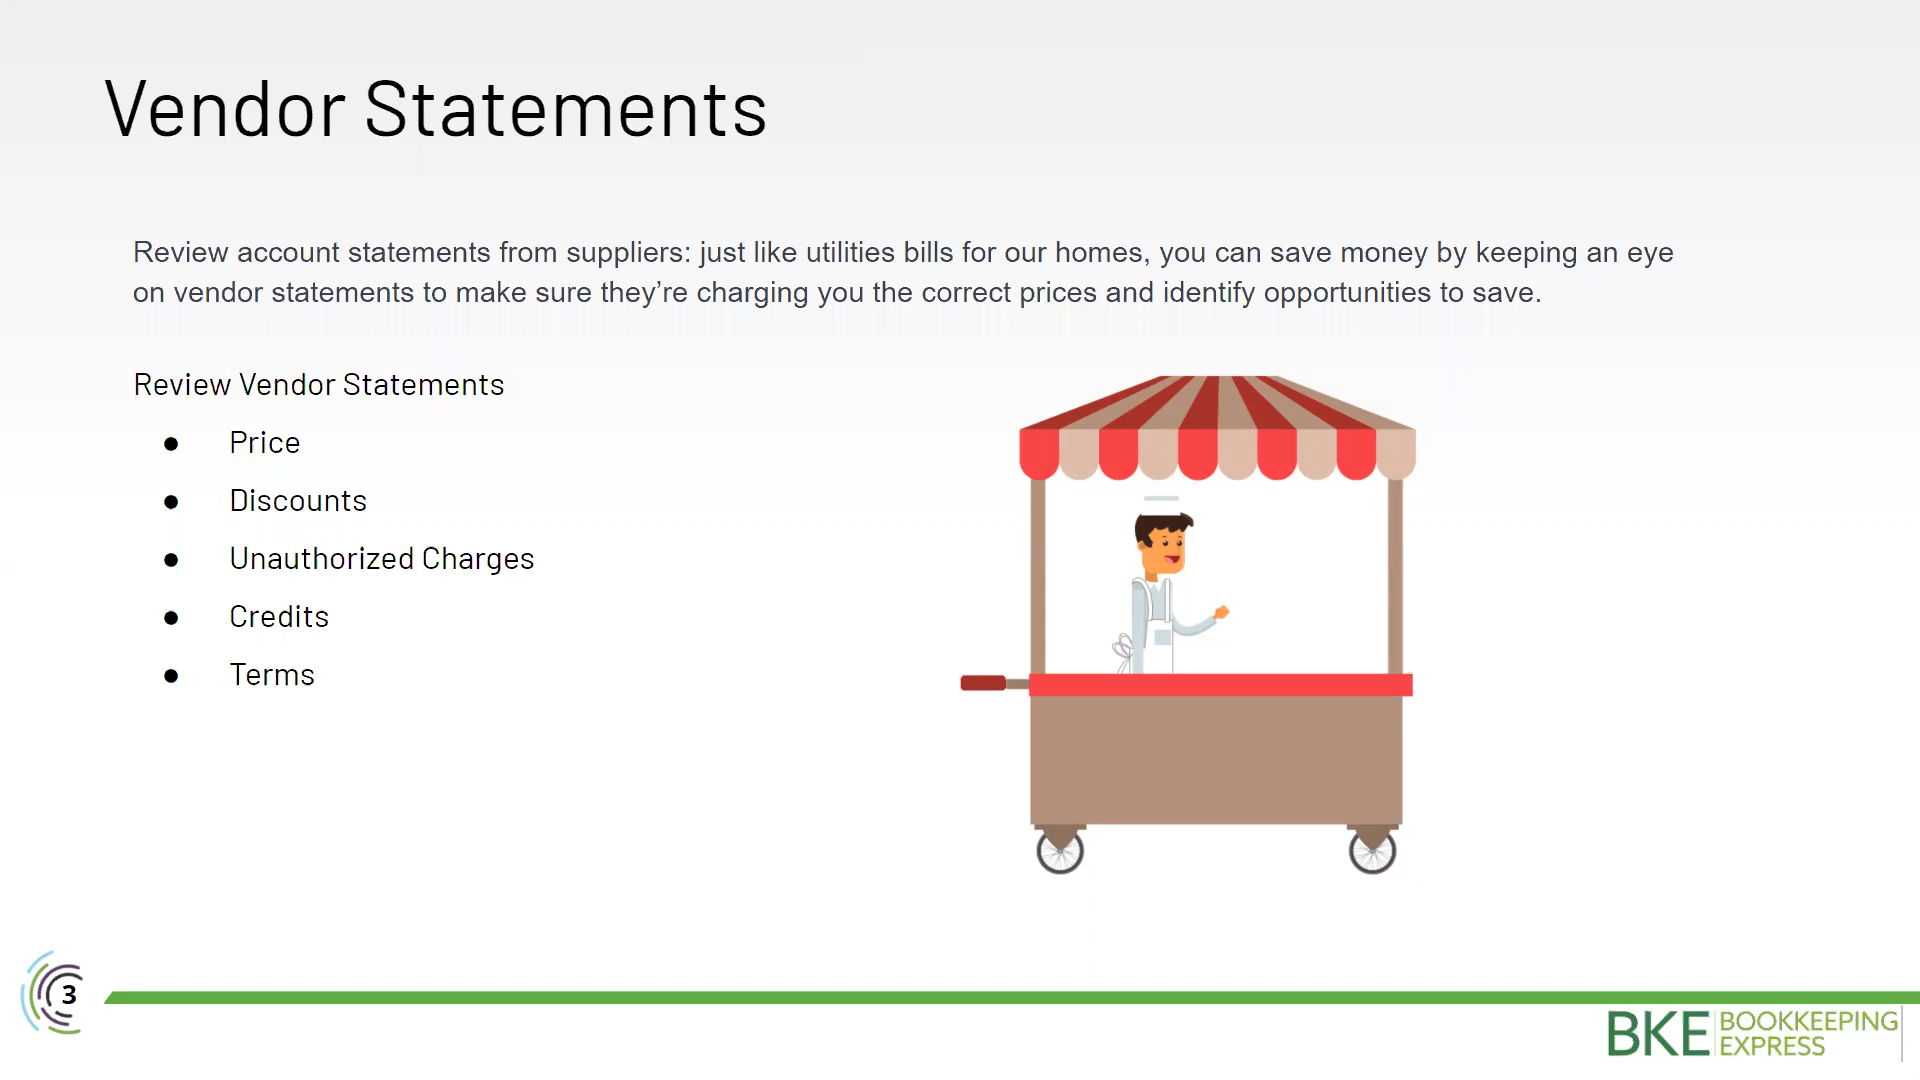 Vendor Statements
Review account statements from suppliers: just like utilities bills for our homes, you can save money by keeping an eye
on vendor statements to make sure they’re charging you the correct prices and identify opportunities to save.
Review Vendor Statements
● Price
● Discounts
● Unauthorized Charges
● Credits
● Terms
3
BKE BOOKKEEPING
EXPRESS